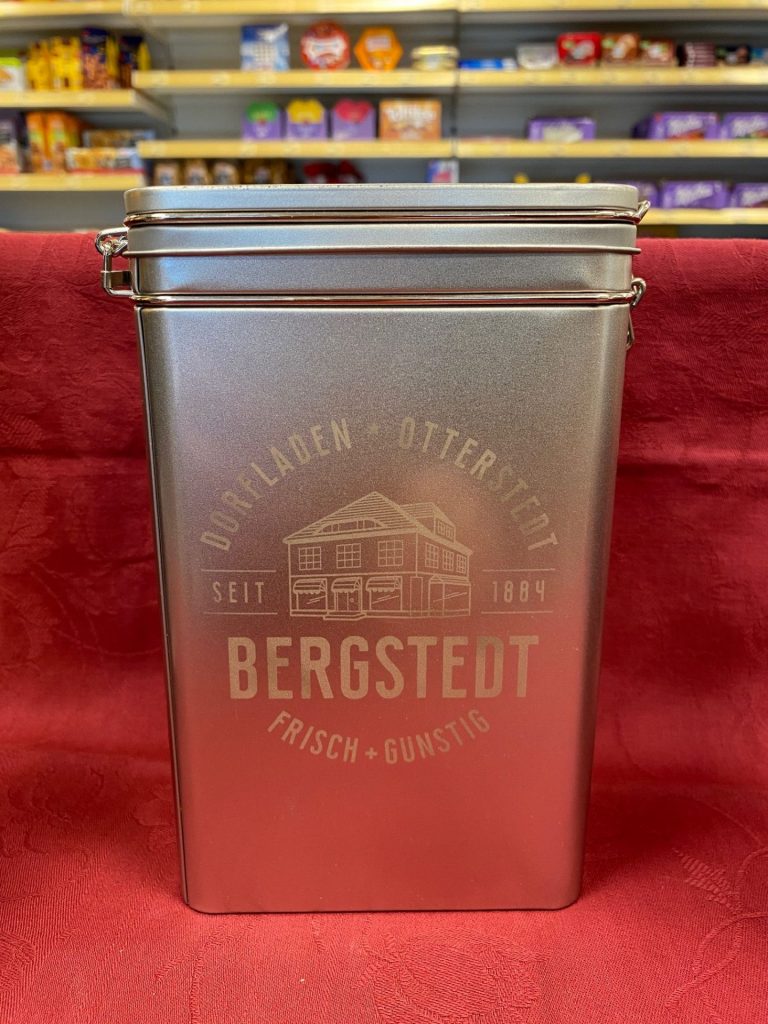 DORFLADEN * OTTERSTEDT
SEIT 1884
BERGSTEDT
FRISCH + GÜNSTIG